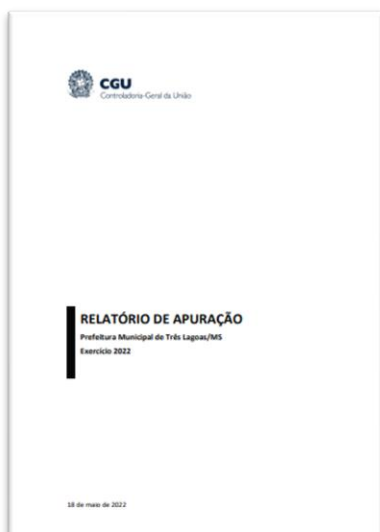 CGU
Controladoria-Geral da União
RELATÓRIO DE APURAÇÃO
Prefeitura Municipal de Três Lagoas/MS
Exercício 2022
18 de maio de 2022